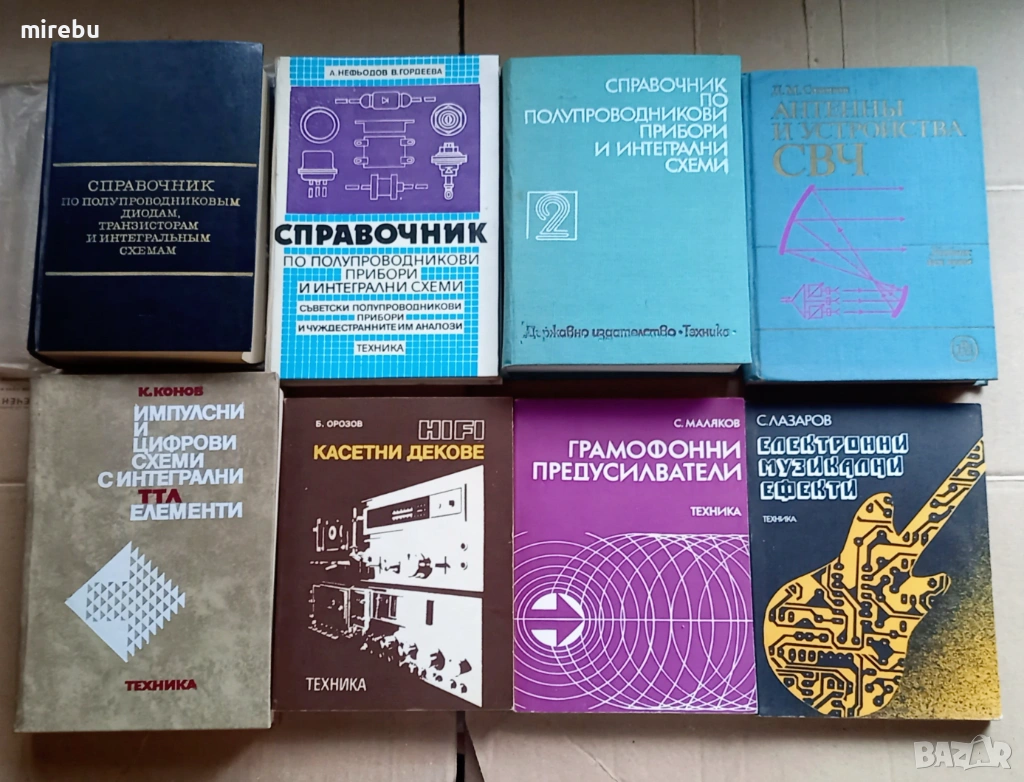 mirebu
СПРАВОЧНИК
ПО ПОЛУПРОВОДНИКОВЫМ
ДИОДАМ,
ТРАНЗИСТОРАМ
И ИНТЕГРАЛЬНЫМ
СХЕМАМ
А. НЕФЬОДОВ В. ГОРДЕЕВА
СПРАВОЧНИК
ПО ПОЛУПРОВОДНИКОВИ
ПРИБОРИ
И ИНТЕГРАЛНИ СХЕМИ
СЪВЕТСКИ ПОЛУПРОВОДНИКОВИ
ПРИБОРИ
И ЧУЖДЕСТРАННИТЕ ИМ АНАЛОЗИ
ТЕХНИКА
СПРАВОЧНИК
ПО
ПОЛУПРОВОДНИКОВИ
ПРИБОРИ
И ИНТЕГРАЛНИ
СХЕМИ
2
Държавно издателство • Техника
АНТЕННЫ
И УСТРОЙСТВА
СВЧ
К. КОНОВ
ИМПУЛСНИ
И
ЦИФРОВИ
СХЕМИ
С ИНТЕГРАЛНИ
ТТЛ
ЕЛЕМЕНТИ
ТЕХНИКА
Б. ОРОЗОВ
HIFI
КАСЕТНИ ДЕКОВЕ
ТЕХНИКА
С. МАЛЯКОВ
ГРАМОФОННИ
ПРЕДУСИЛВАТЕЛИ
ТЕХНИКА
С. ЛАЗАРОВ
ЕЛЕКТРОННИ
МУЗИКАЛНИ
ЕФЕКТИ
ТЕХНИКА
BAZAR